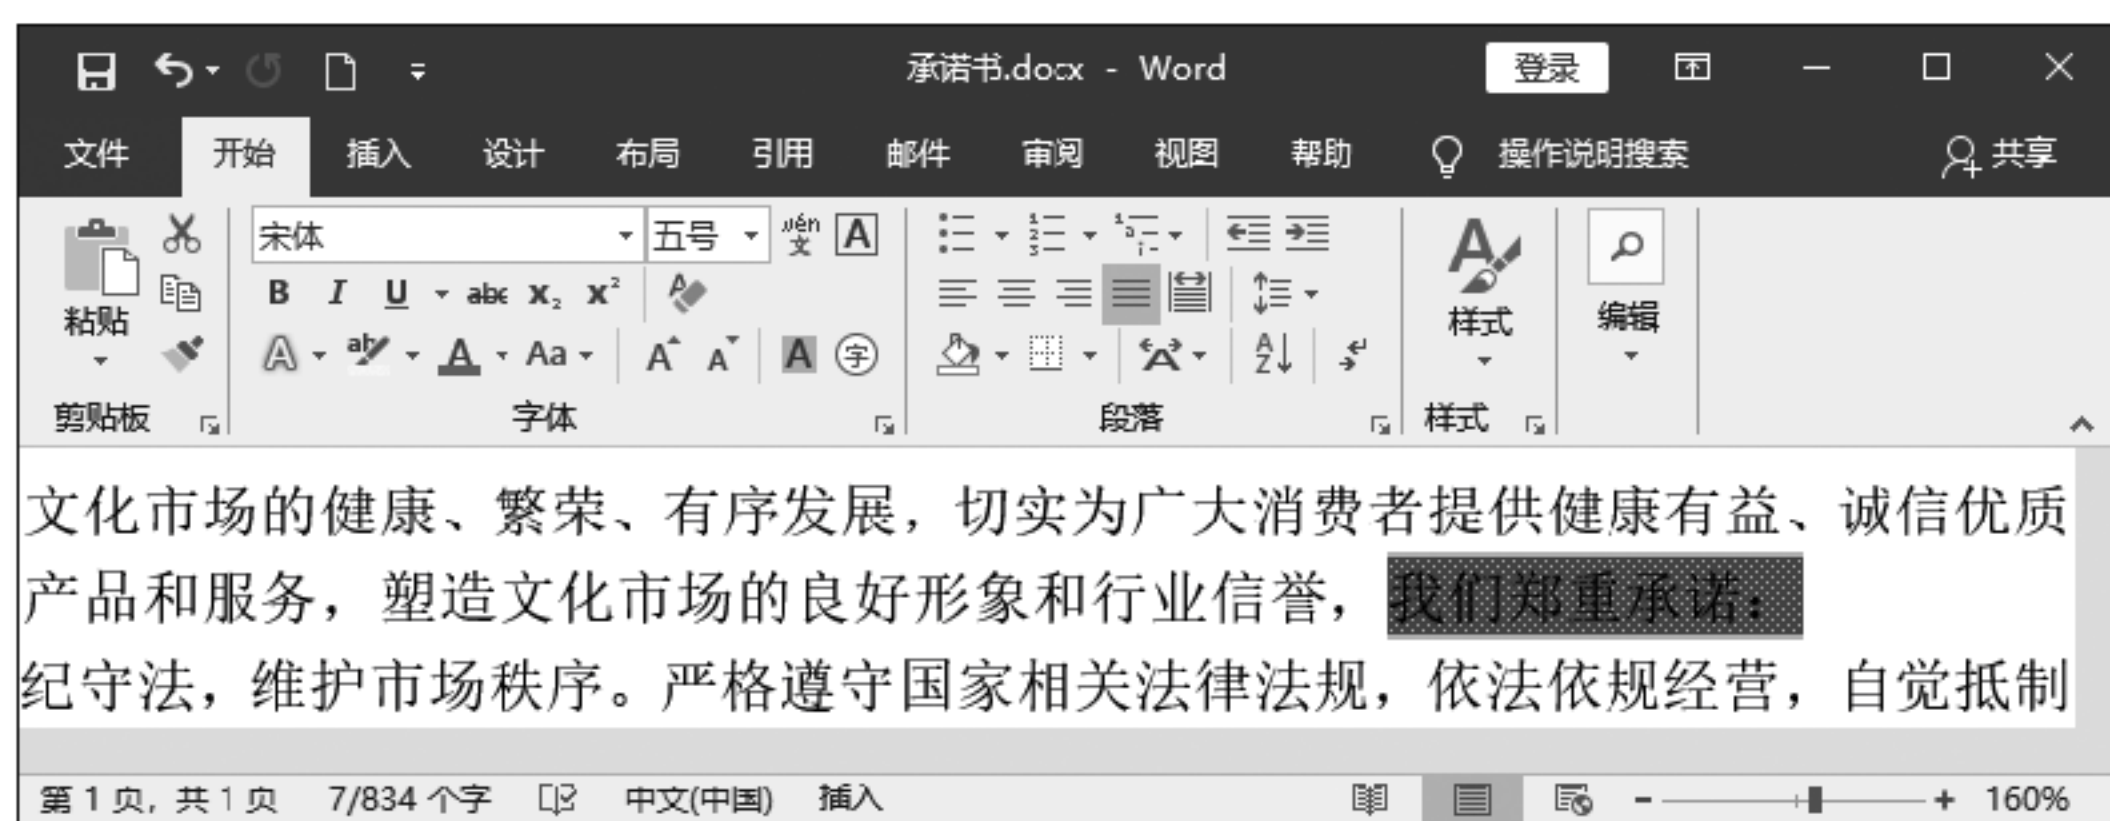 承诺书.docx - Word 登录
文件 开始 插入 设计 布局 引用 邮件 审阅 视图 帮助 操作说明搜索 共享
宋体 五号 wén 文 A
粘贴 B I U abc x₂ x² A 样式 编辑
A aby A Aa A A A 字 A Z
剪贴板 字体 段落 样式
文化市场的健康、繁荣、有序发展，切实为广大消费者提供健康有益、诚信优质
产品和服务，塑造文化市场的良好形象和行业信誉，我们郑重承诺：
纪守法，维护市场秩序。严格遵守国家相关法律法规，依法依规经营，自觉抵制
第 1 页, 共 1 页 7/834 个字 中文(中国) 插入 - + 160%